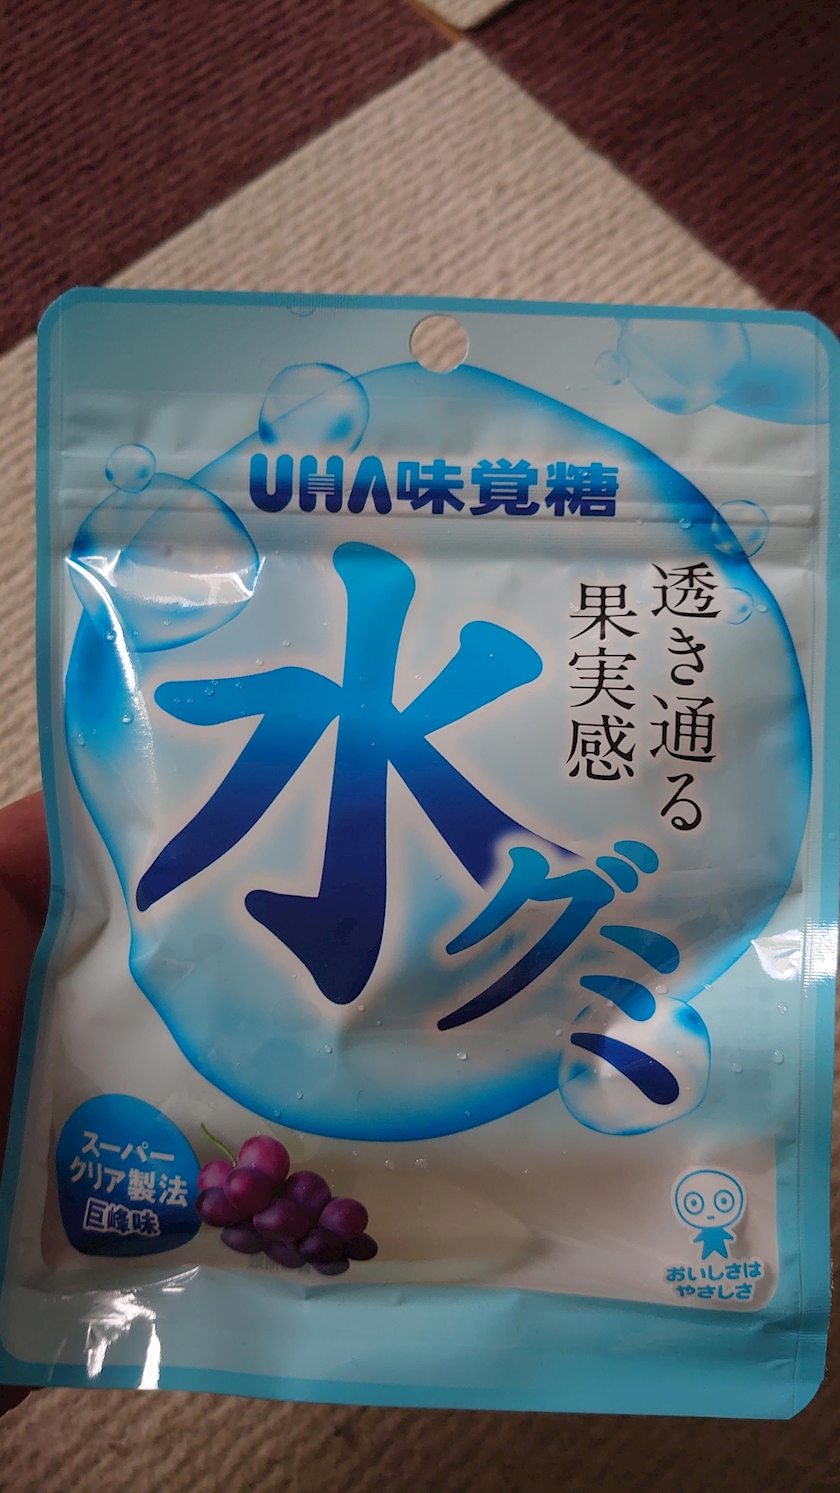 UHA味覚糖
透き通る
果実感
水
グミ
スーパー
クリア製法
巨峰味
おいしさは
やさしさ